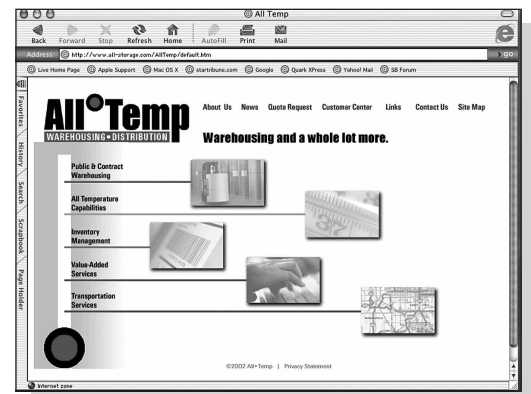 All Temp
Back Forward Stop Refresh Home AutoFill Print Mail
Address: http://www.all-storage.com/AllTemp/default.htm go
Live Home Page Apple Support Mac OS X startribune.com Google Quark XPress Yahoo! Mail SB Forum
Favorites
History
Search
Scrapbook
Page Holder
All•Temp
WAREHOUSING•DISTRIBUTION
About Us News Quote Request Customer Center Links Contact Us Site Map
Warehousing and a whole lot more.
Public & Contract
Warehousing
All Temperature
Capabilities
37
Inventory
Management
Value-Added
Services
Transportation
Services
©2002 All•Temp | Privacy Statement
Internet zone